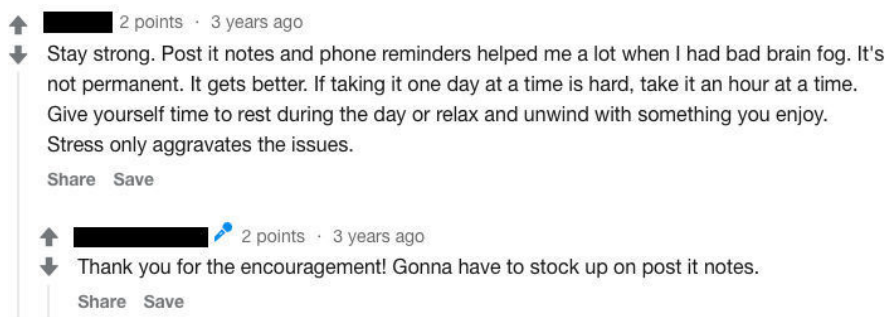 2 points · 3 years ago
Stay strong. Post it notes and phone reminders helped me a lot when I had bad brain fog. It's
not permanent. It gets better. If taking it one day at a time is hard, take it an hour at a time.
Give yourself time to rest during the day or relax and unwind with something you enjoy.
Stress only aggravates the issues.
Share Save
2 points · 3 years ago
Thank you for the encouragement! Gonna have to stock up on post it notes.
Share Save